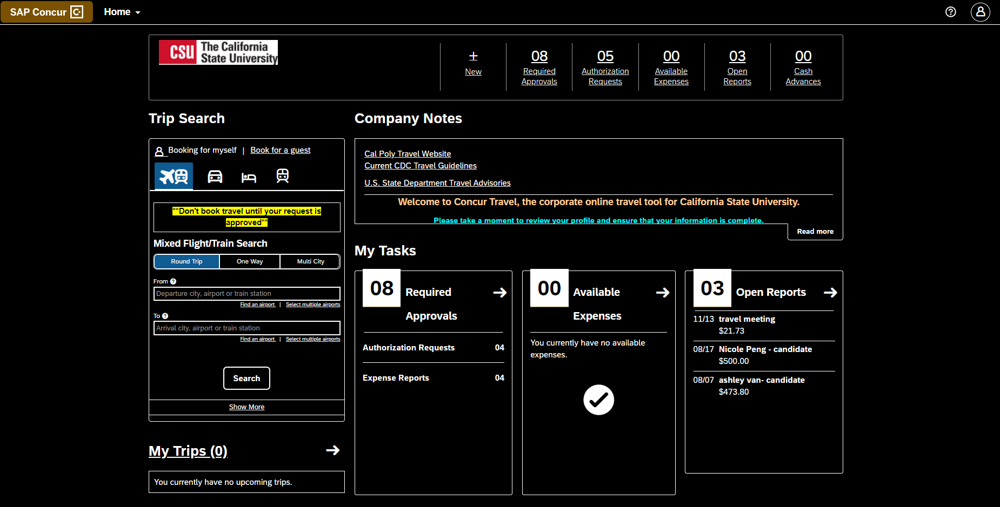 SAP Concur C
Home
CSU The California
State University
New
08
Required
Approvals
05
Authorization
Requests
00
Available
Expenses
03
Open
Reports
00
Cash
Advances
Trip Search
Booking for myself | Book for a guest
**Don't book travel until your request is
approved**
Mixed Flight/Train Search
Round Trip
One Way
Multi City
From ?
Departure city, airport or train station
Find an airport | Select multiple airports
To ?
Arrival city, airport or train station
Find an airport | Select multiple airports
Search
Show More
My Trips (0)
You currently have no upcoming trips.
Company Notes
Cal Poly Travel Website
Current CDC Travel Guidelines
U.S. State Department Travel Advisories
Welcome to Concur Travel, the corporate online travel tool for California State University.
Please take a moment to review your profile and ensure that your information is complete.
Read more
My Tasks
08 Required
Approvals
Authorization Requests 04
Expense Reports 04
00 Available
Expenses
You currently have no available
expenses.
03 Open Reports
11/13 travel meeting
$21.73
08/17 Nicole Peng - candidate
$500.00
08/07 ashley van- candidate
$473.80